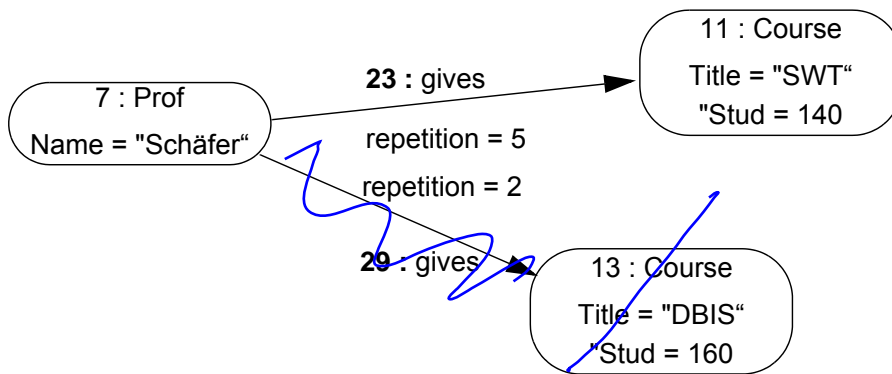 11 : Course
Title = "SWT“
"Stud = 140
23 : gives
7 : Prof
Name = "Schäfer“
repetition = 5
repetition = 2
29 : gives
13 : Course
Title = "DBIS“
"Stud = 160